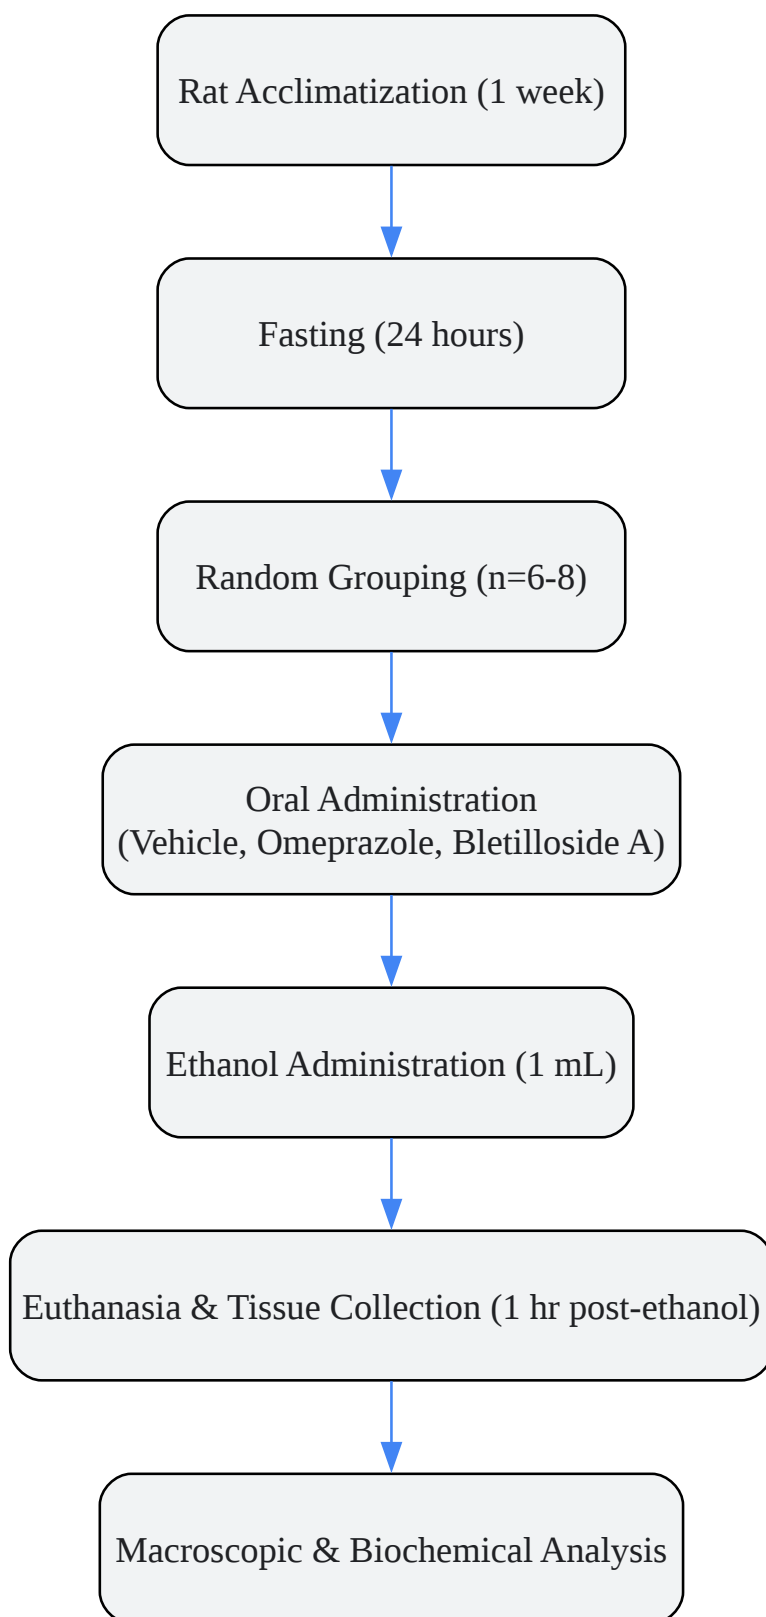 Rat Acclimatization (1 week)
Fasting (24 hours)
Random Grouping (n=6-8)
Oral Administration
(Vehicle, Omeprazole, Bletilloside A)
Ethanol Administration (1 mL)
Euthanasia & Tissue Collection (1 hr post-ethanol)
Macroscopic & Biochemical Analysis